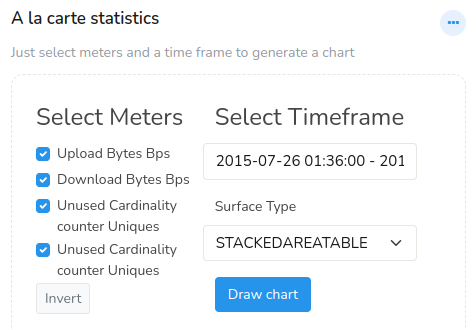 A la carte statistics
Just select meters and a time frame to generate a chart
Select Meters
Upload Bytes Bps
Download Bytes Bps
Unused Cardinality
counter Uniques
Unused Cardinality
counter Uniques
Invert
Select Timeframe
2015-07-26 01:36:00 - 201
Surface Type
STACKEDAREATABLE
Draw chart